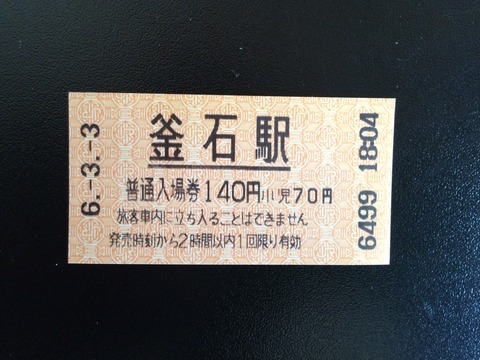 6.-3.-3
釜石駅
普通入場券140円小児70円
旅客車内に立ち入ることはできません
発売時刻から2時間以内1回限り有効
6499 18:04